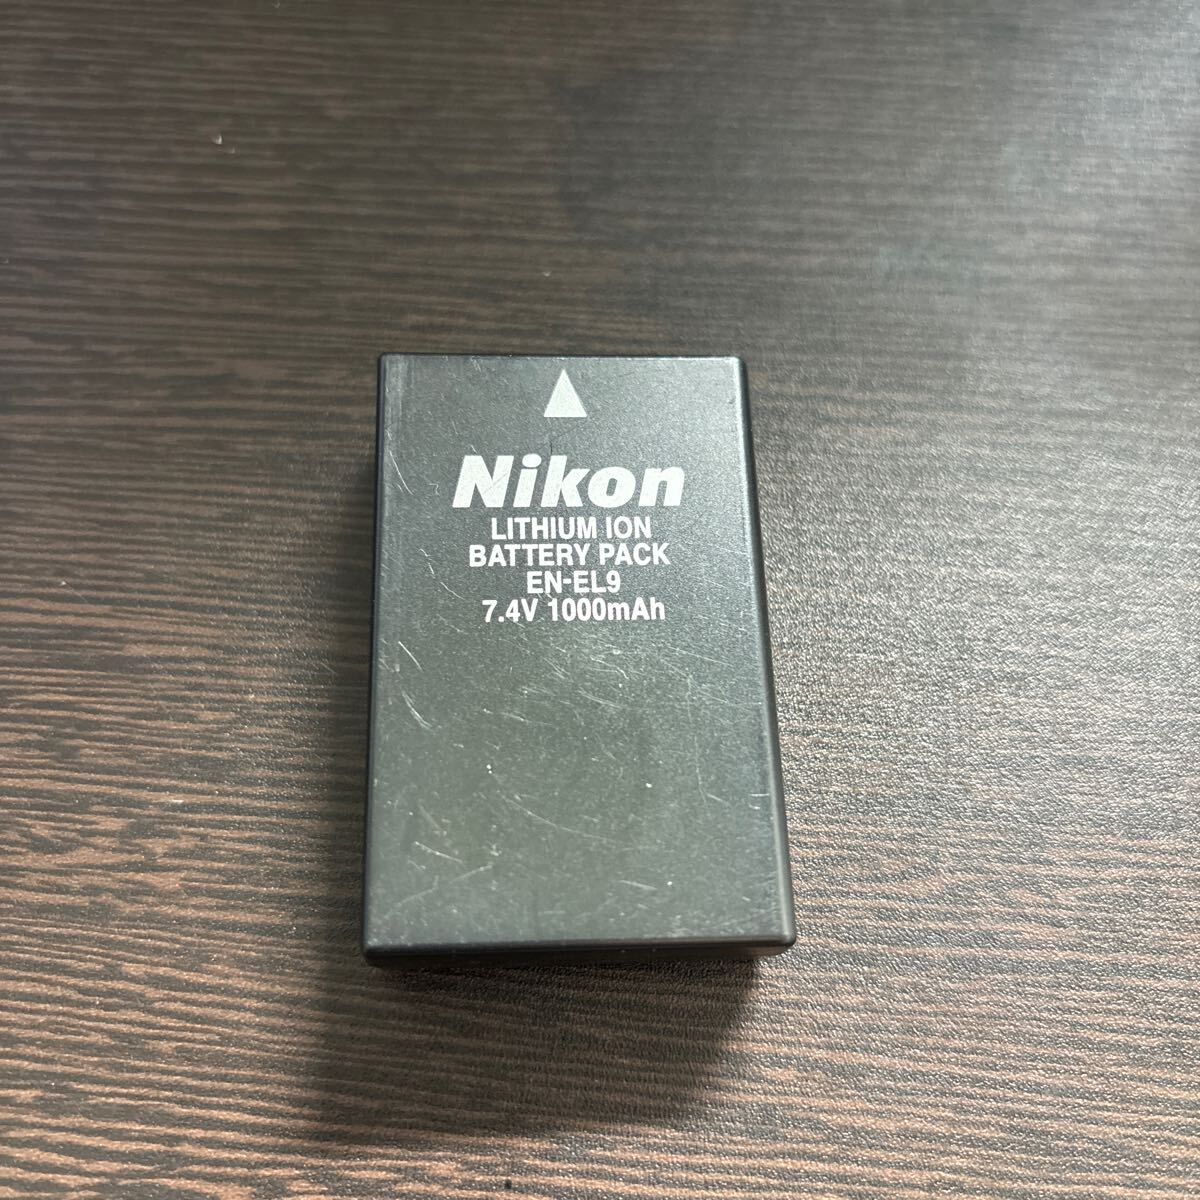 Nikon
LITHIUM ION
BATTERY PACK
EN-EL9
7.4V 1000mAh